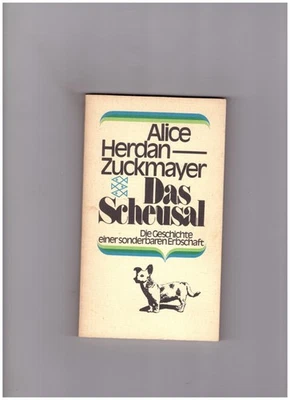 Alice
Herdan—
Zuckmayer
Das
Scheusal
Die Geschichte
einer sonderbaren Erbschaft